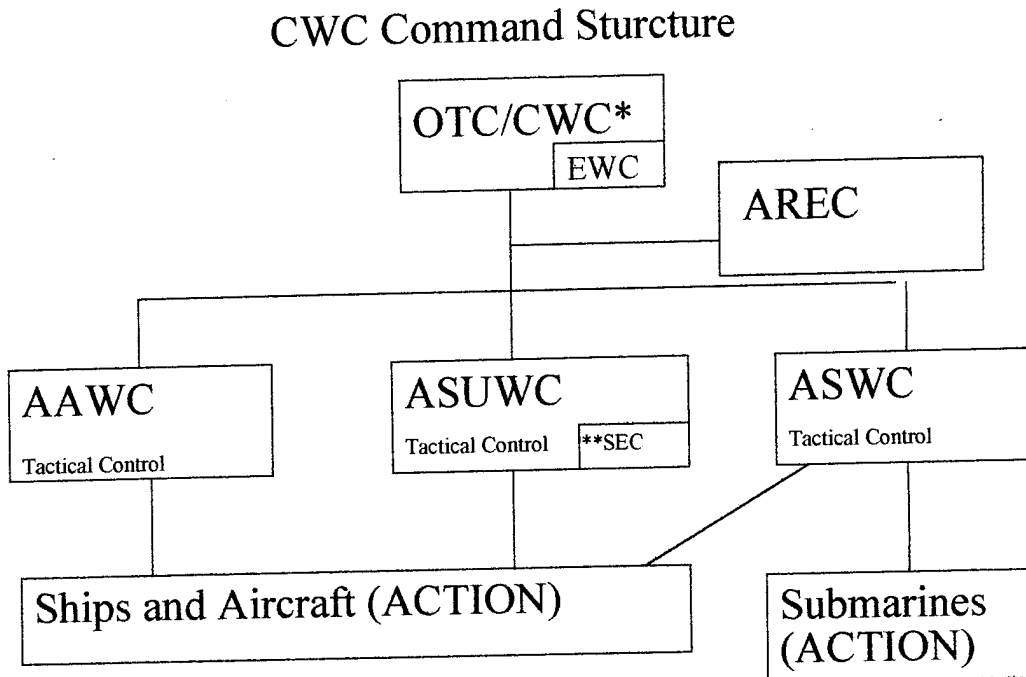 CWC Command Sturcture
OTC/CWC*
EWC
AREC
AAWC
Tactical Control
ASUWC
Tactical Control
**SEC
ASWC
Tactical Control
Ships and Aircraft (ACTION)
Submarines
(ACTION)